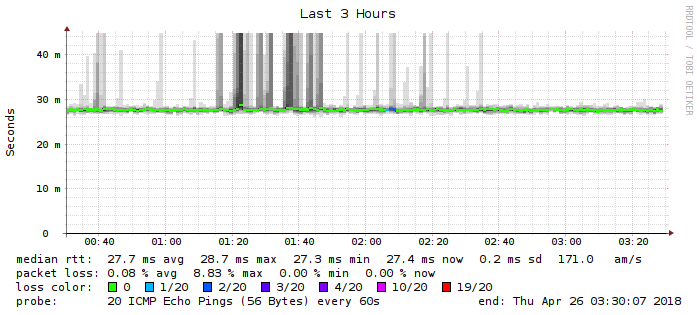 Last 3 Hours
RRDTOOL / TOBI OETIKER
Seconds
40 m
30 m
20 m
10 m
0
00:40 01:00 01:20 01:40 02:00 02:20 02:40 03:00 03:20
median rtt: 27.7 ms avg 28.7 ms max 27.3 ms min 27.4 ms now 0.2 ms sd 171.0 am/s
packet loss: 0.08 % avg 8.83 % max 0.00 % min 0.00 % now
loss color: 0 1/20 2/20 3/20 4/20 10/20 19/20
probe: 20 ICMP Echo Pings (56 Bytes) every 60s end: Thu Apr 26 03:30:07 2018